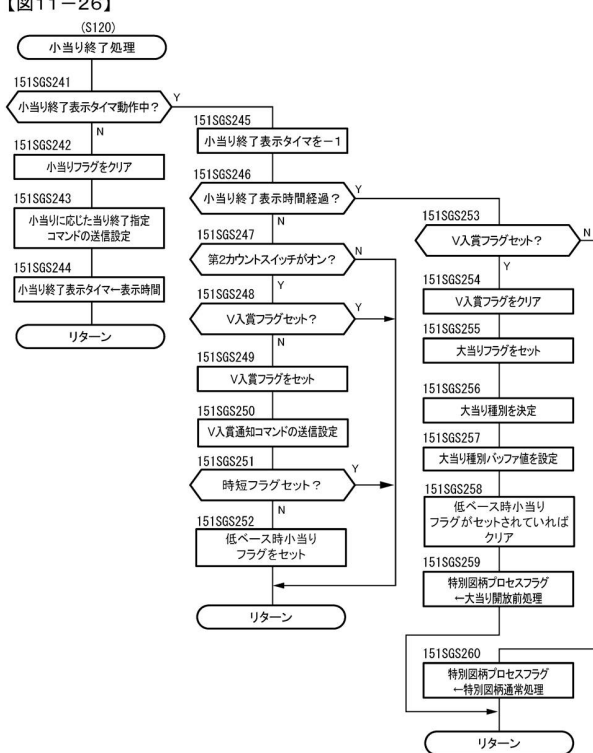 【図11-26】
(S120)
小当り終了処理
151SGS241
小当り終了表示タイマ動作中?
Y
N
151SGS242
小当りフラグをクリア
151SGS243
小当りに応じた当り終了指定
コマンドの送信設定
151SGS244
小当り終了表示タイマ←表示時間
リターン
151SGS245
小当り終了表示タイマを-1
151SGS246
小当り終了表示時間経過?
Y
N
151SGS247
第2カウントスイッチがオン?
N
Y
151SGS248
V入賞フラグセット?
Y
N
151SGS249
V入賞フラグをセット
151SGS250
V入賞通知コマンドの送信設定
151SGS251
時短フラグセット?
Y
N
151SGS252
低ベース時小当り
フラグをセット
リターン
151SGS253
V入賞フラグセット?
N
Y
151SGS254
V入賞フラグをクリア
151SGS255
大当りフラグをセット
151SGS256
大当り種別を決定
151SGS257
大当り種別バッファ値を設定
151SGS258
低ベース時小当り
フラグがセットされていれば
クリア
151SGS259
特別図柄プロセスフラグ
←大当り開放前処理
151SGS260
特別図柄プロセスフラグ
←特別図柄通常処理
リターン